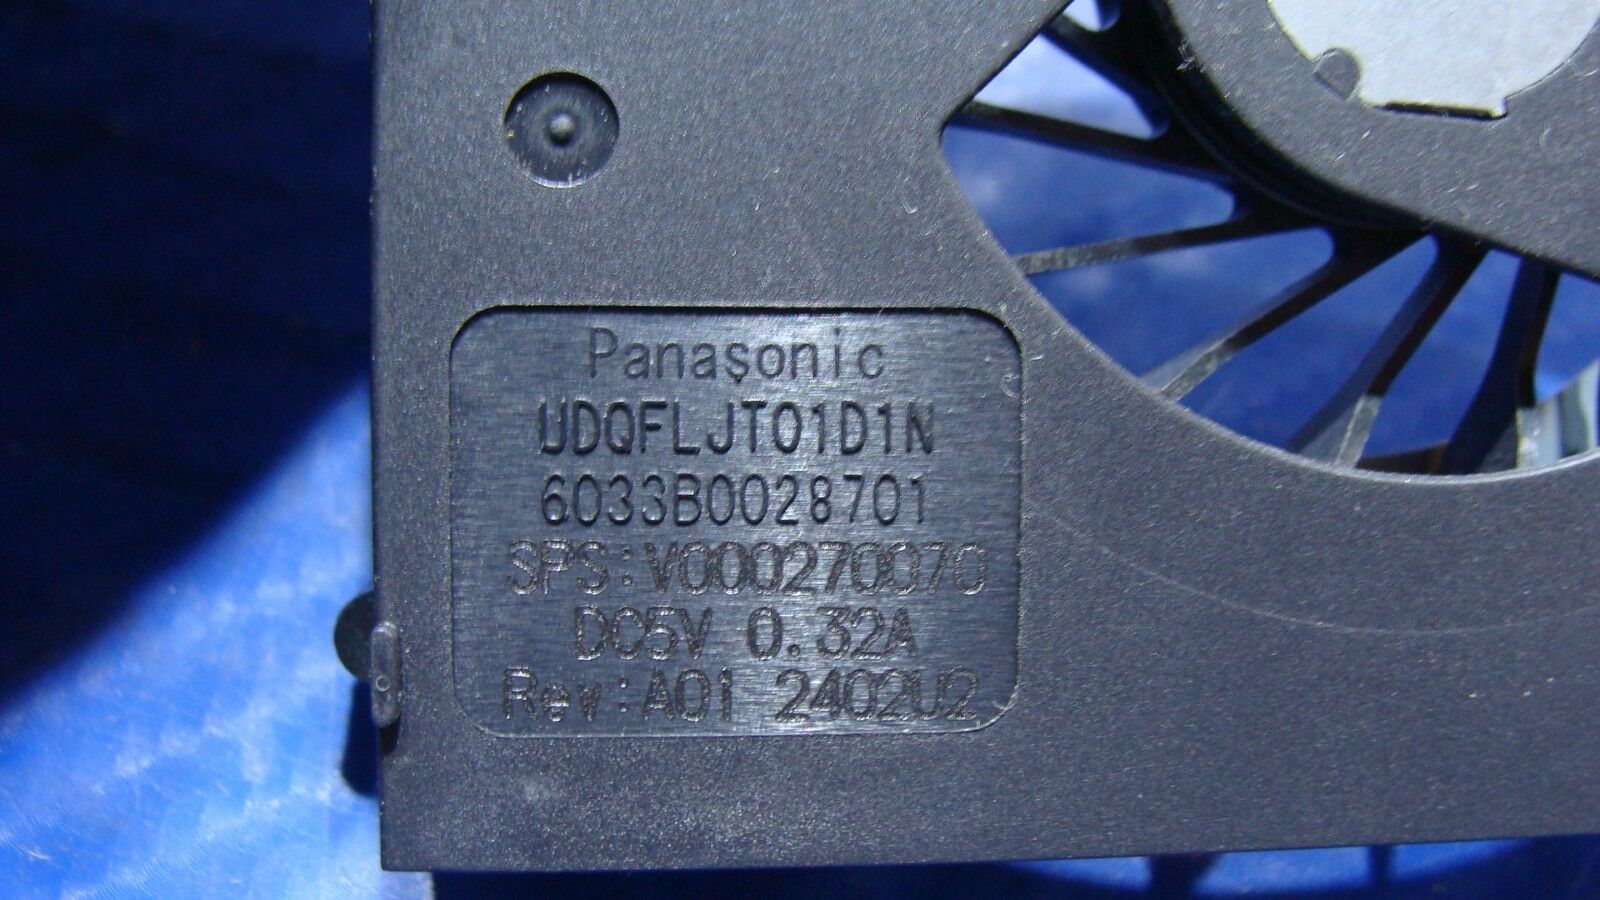 Panasonic
UDQFLJT01D1N
6033B0028701
SPS:V000270070
DC5V 0.32A
Rev:A01 2402U2